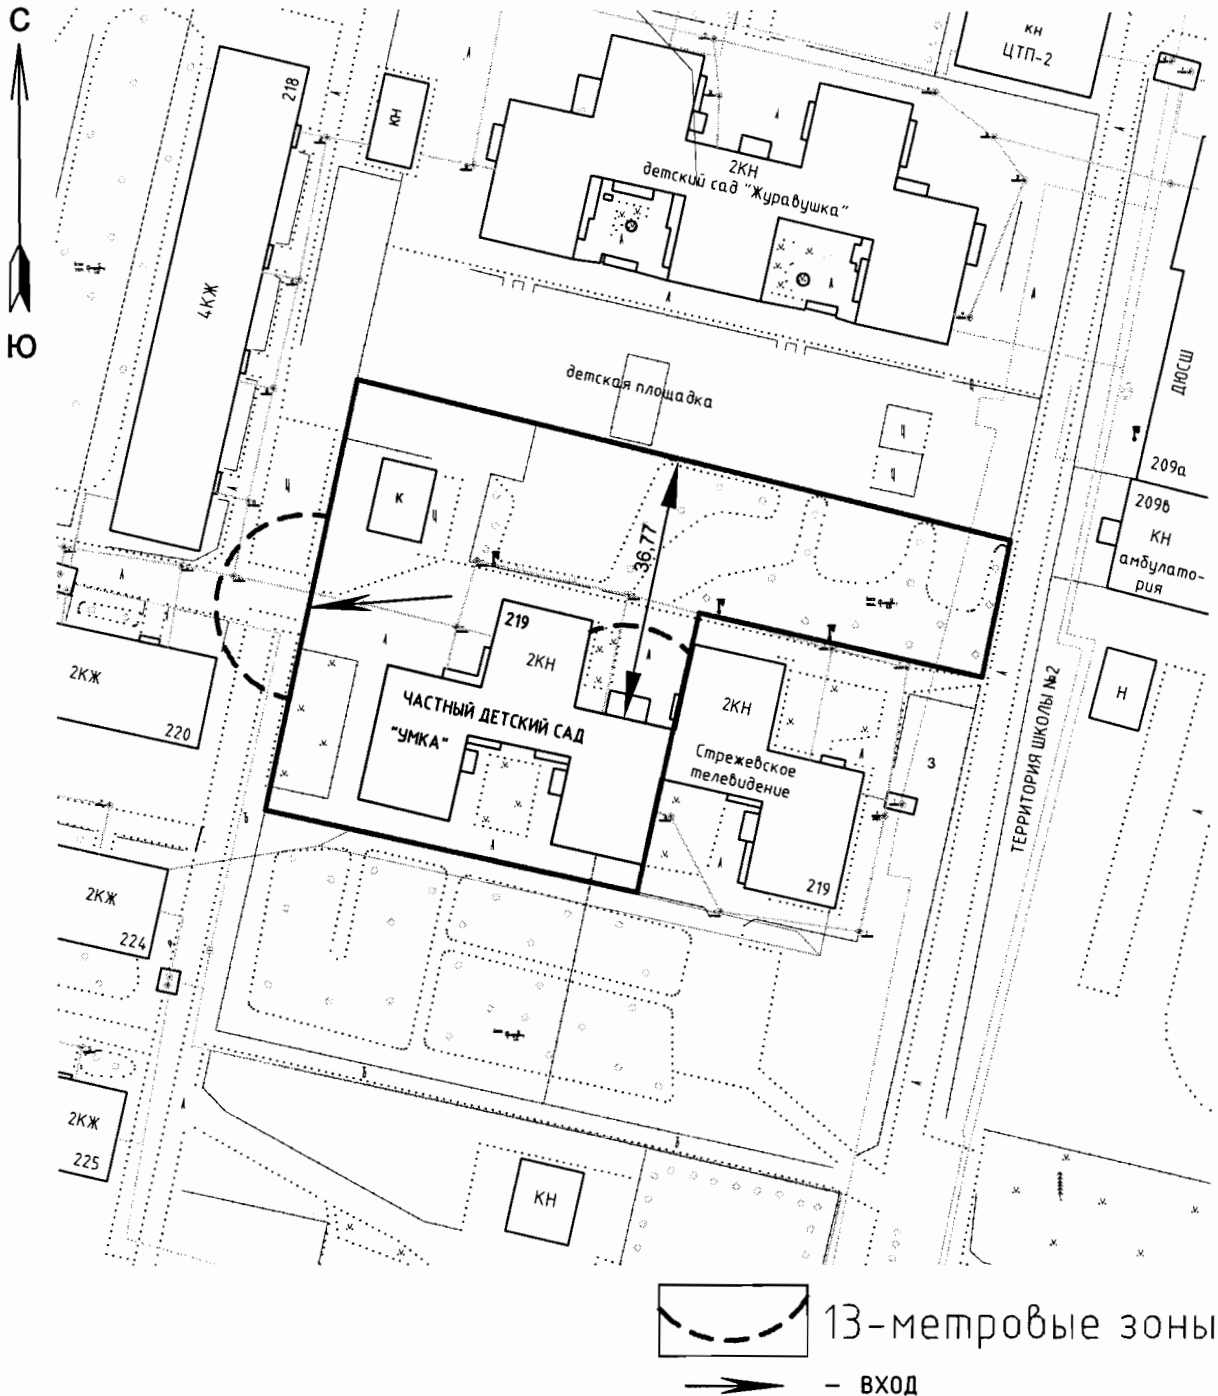 С
Ю
218
кн
кн
ЦТП-2
2КН
детский сад "Журавушка"
4КЖ
ДЮСШ
детская площадка
209а
209в
КН
амбулато-
рия
к
ц
ц
ц
ц
36,77
219
2КН
ЧАСТНЫЙ ДЕТСКИЙ САД
"УМКА"
2КН
Стрежевское
телевидение
219
З
Н
ТЕРРИТОРИЯ ШКОЛЫ №2
2КЖ
220
2КЖ
224
2КЖ
225
КН
13-метровые зоны
- ВХОД